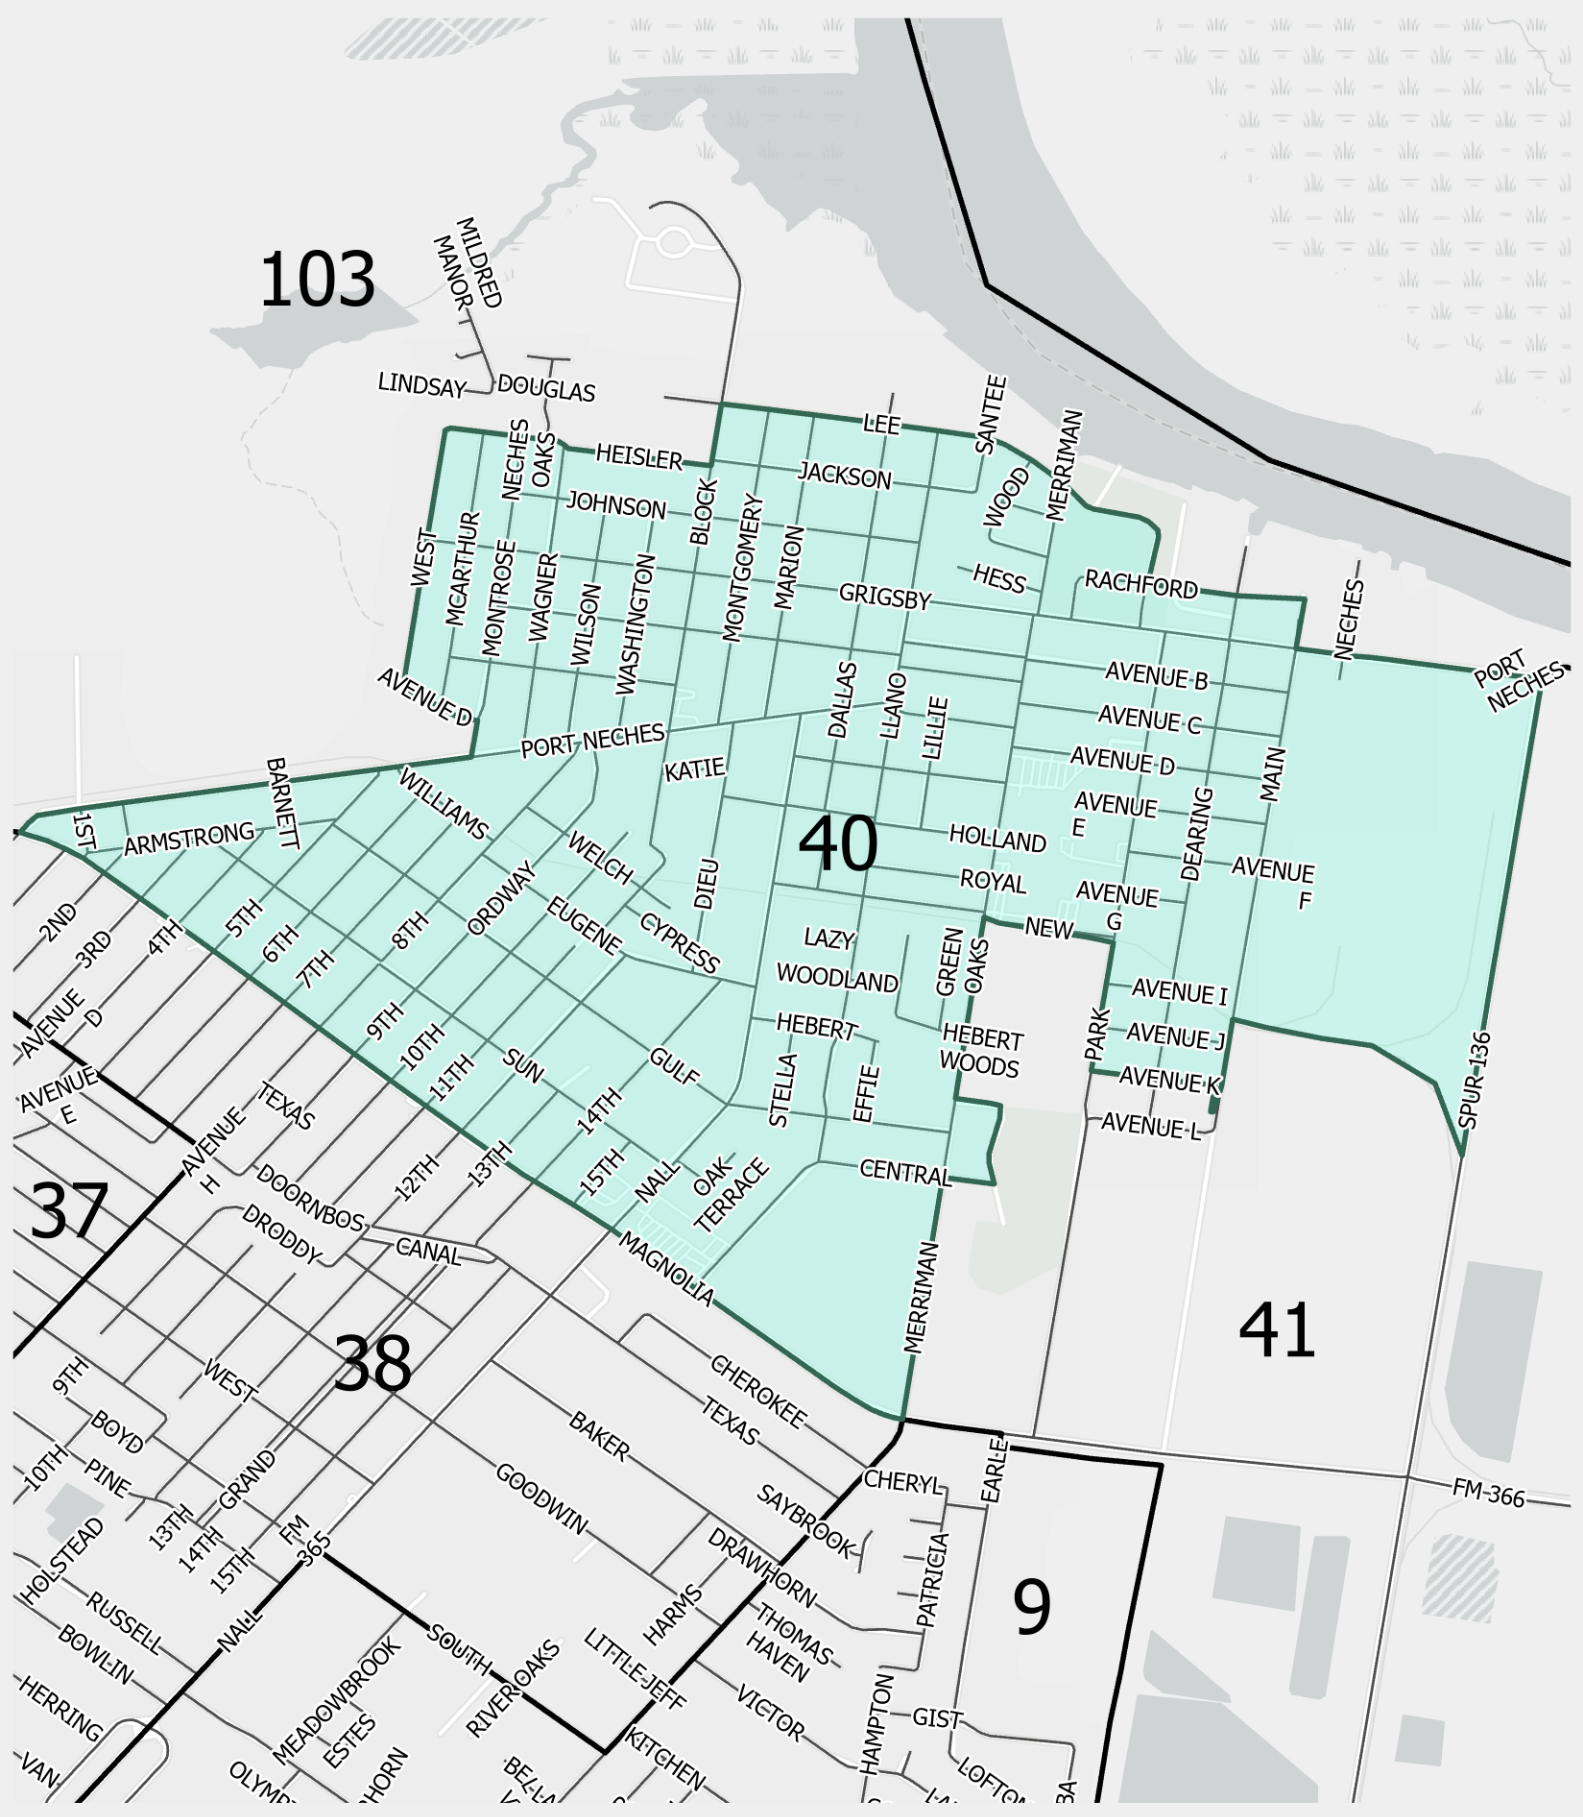 103
MILDRED
MANOR
LINDSAY
DOUGLAS
NECHES
OAKS
HEISLER
LEE
SANTEE
MERRIMAN
JACKSON
WOOD
JOHNSON
BLOCK
WEST
MCARTHUR
MONTROSE
WAGNER
WILSON
WASHINGTON
MONTGOMERY
MARION
GRIGSBY
HESS
RACHFORD
NECHES
PORT
NECHES
AVENUE D
PORT NECHES
DALLAS
LLANO
LILLIE
AVENUE B
AVENUE C
AVENUE D
MAIN
KATIE
BARNETT
WILLIAMS
1ST
ARMSTRONG
40
AVENUE
E
DEARING
HOLLAND
WELCH
ROYAL
AVENUE
F
AVENUE
G
DIEU
ORDWAY
EUGENE
CYPRESS
NEW
2ND
3RD
4TH
5TH
6TH
7TH
8TH
LAZY
WOODLAND
GREEN
OAKS
AVENUE I
AVENUE J
AVENUE K
AVENUE L
PARK
SPUR 136
HEBERT
HEBERT
WOODS
AVENUE
D
AVENUE
E
9TH
10TH
11TH
SUN
GULF
STELLA
EFFIE
TEXAS
AVENUE
H
14TH
12TH
13TH
15TH
NALL
OAK
TERRACE
CENTRAL
37
DOORNBOS
DRODDY
CANAL
MAGNOLIA
MERRIMAN
41
38
9TH
WEST
CHEROKEE
TEXAS
BAKER
BOYD
10TH
PINE
GRAND
GOODWIN
CHERYL
EARLE
FM 366
SAYBROOK
13TH
14TH
15TH
FM
365
HOLSTEAD
DRAWHORN
PATRICIA
9
RUSSELL
NALL
BOWLIN
SOUTH
HARMS
THOMAS
HAVEN
LITTLE JEFF
MEADOWBROOK
RIVER OAKS
HERRING
ESTES
VICTOR
HAMPTON
GIST
VAN
KITCHEN
LOFTON